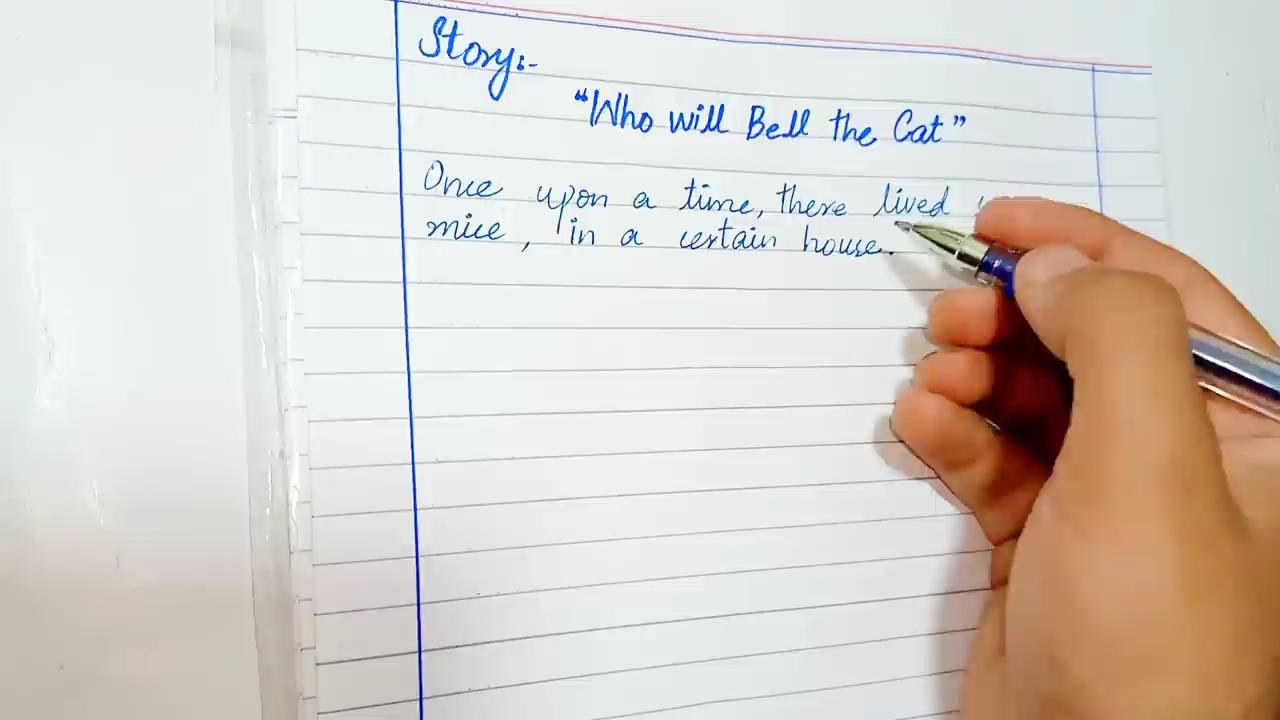 Story:-
"Who will Bell the Cat"
Once upon a time, there lived
mice, in a certain house.